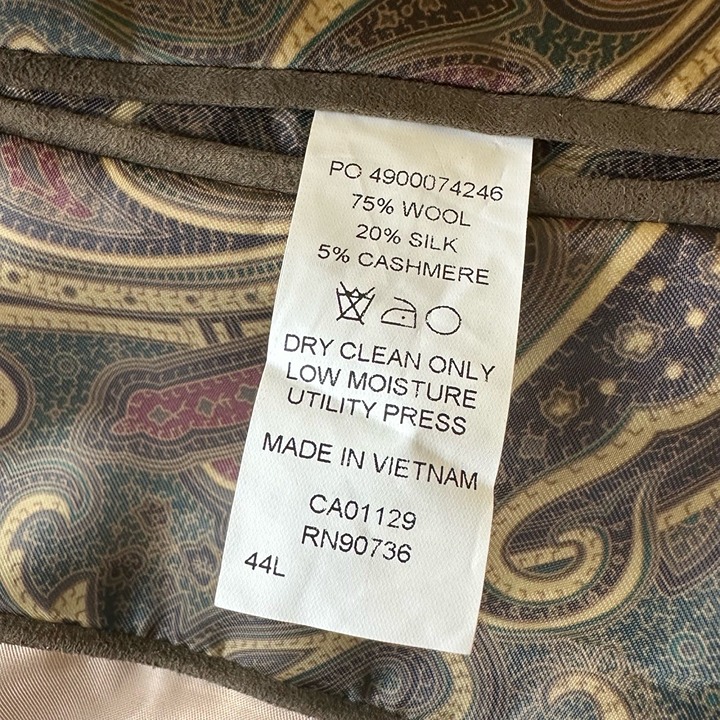 PO 4900074246
75% WOOL
20% SILK
5% CASHMERE
DRY CLEAN ONLY
LOW MOISTURE
UTILITY PRESS
MADE IN VIETNAM
CA01129
RN90736
44L